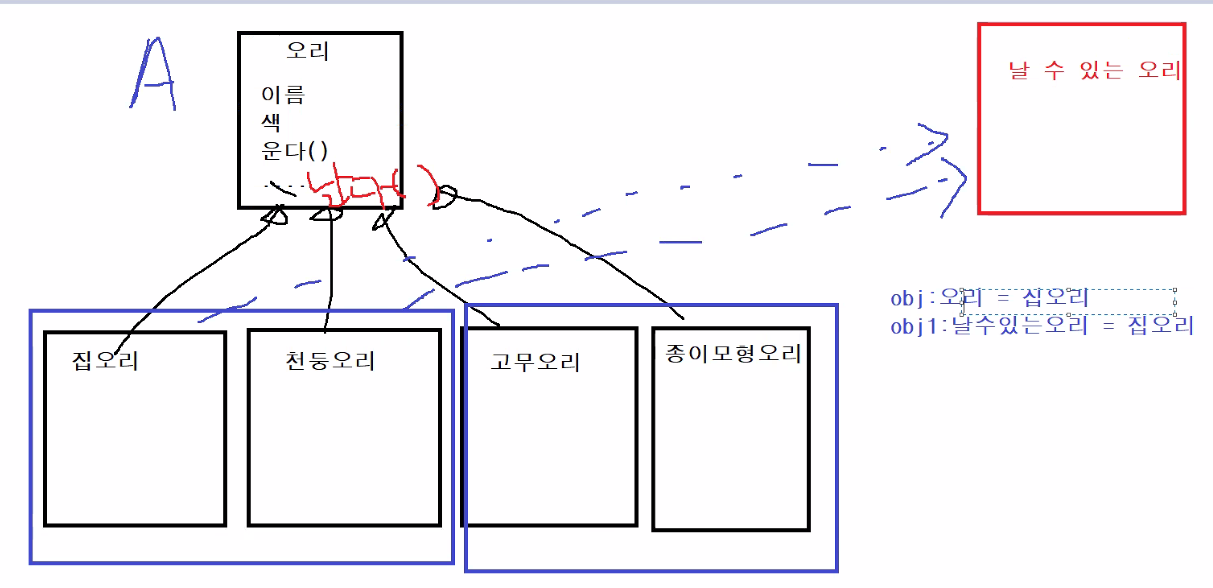 A
오리
이름
색
운다()
....난다()
날 수 있는 오리
집오리
천둥오리
고무오리
종이모형오리
obj:오리 = 집오리
obj1:날수있는오리 = 집오리